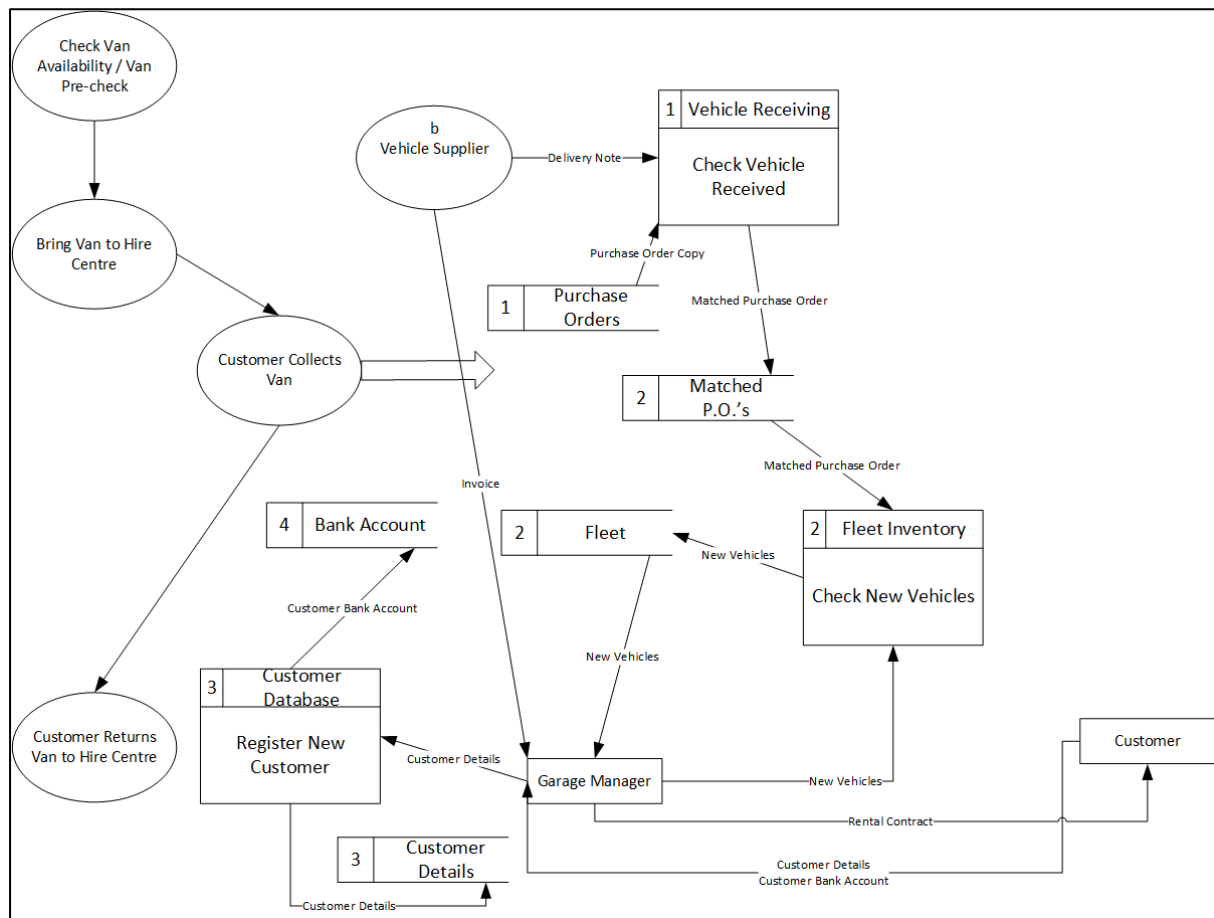 Check Van
Availability / Van
Pre-check
b
Vehicle Supplier
Delivery Note
1 Vehicle Receiving
Check Vehicle
Received
Bring Van to Hire
Centre
Purchase Order Copy
1 Purchase
Orders
Matched Purchase Order
Customer Collects
Van
2 Matched
P.O.'s
Matched Purchase Order
Invoice
4 Bank Account
2 Fleet
2 Fleet Inventory
New Vehicles
Check New Vehicles
Customer Bank Account
New Vehicles
3 Customer
Database
Register New
Customer
Customer Returns
Van to Hire Centre
Customer Details
Garage Manager
New Vehicles
Customer
Rental Contract
3 Customer
Details
Customer Details
Customer Bank Account
Customer Details